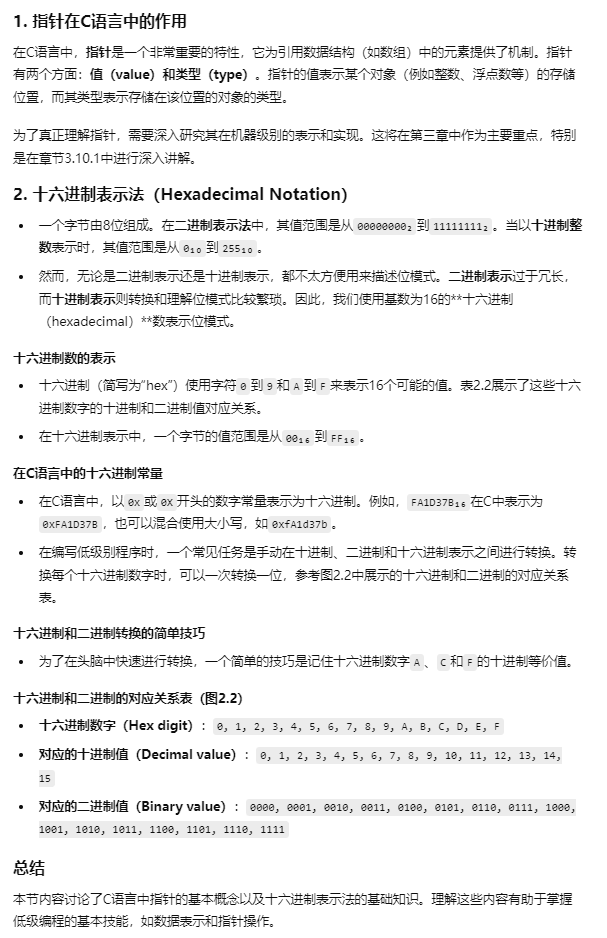 1. 指针在C语言中的作用
在C语言中，指针是一个非常重要的特性，它为引用数据结构（如数组）中的元素提供了机制。指针
有两个方面：值（value）和类型（type）。指针的值表示某个对象（例如整数、浮点数等）的存储
位置，而其类型表示存储在该位置的对象的类型。
为了真正理解指针，需要深入研究其在机器级别的表示和实现。这将在第三章中作为主要重点，特别
是在章节3.10.1中进行深入讲解。
2. 十六进制表示法（Hexadecimal Notation）
• 一个字节由8位组成。在二进制表示法中，其值范围是从 00000000₂ 到 11111111₂ 。当以十进制整
数表示时，其值范围是从 0₁₀ 到 255₁₀ 。
• 然而，无论是二进制表示还是十进制表示，都不太方便用来描述位模式。二进制表示过于冗长，
而十进制表示则转换和理解位模式比较繁琐。因此，我们使用基数为16的**十六进制
（hexadecimal）**数表示位模式。
十六进制数的表示
• 十六进制（简写为“hex”）使用字符 0 到 9 和 A 到 F 来表示16个可能的值。表2.2展示了这些十六
进制数字的十进制和二进制值对应关系。
• 在十六进制表示中，一个字节的值范围是从 00₁₆ 到 FF₁₆ 。
在C语言中的十六进制常量
• 在C语言中，以 0x 或 0X 开头的数字常量表示为十六进制。例如， FA1D37B₁₆ 在C中表示为
0xFA1D37B ，也可以混合使用大小写，如 0xfA1d37b 。
• 在编写低级别程序时，一个常见任务是手动在十进制、二进制和十六进制表示之间进行转换。转
换每个十六进制数字时，可以一次转换一位，参考图2.2中展示的十六进制和二进制的对应关系
表。
十六进制和二进制转换的简单技巧
• 为了在头脑中快速进行转换，一个简单的技巧是记住十六进制数字 A 、 C 和 F 的十进制等价值。
十六进制和二进制的对应关系表（图2.2）
• 十六进制数字（Hex digit）： 0, 1, 2, 3, 4, 5, 6, 7, 8, 9, A, B, C, D, E, F
• 对应的十进制值（Decimal value）： 0, 1, 2, 3, 4, 5, 6, 7, 8, 9, 10, 11, 12, 13, 14,
15
• 对应的二进制值（Binary value）： 0000, 0001, 0010, 0011, 0100, 0101, 0110, 0111, 1000,
1001, 1010, 1011, 1100, 1101, 1110, 1111
总结
本节内容讨论了C语言中指针的基本概念以及十六进制表示法的基础知识。理解这些内容有助于掌握
低级编程的基本技能，如数据表示和指针操作。